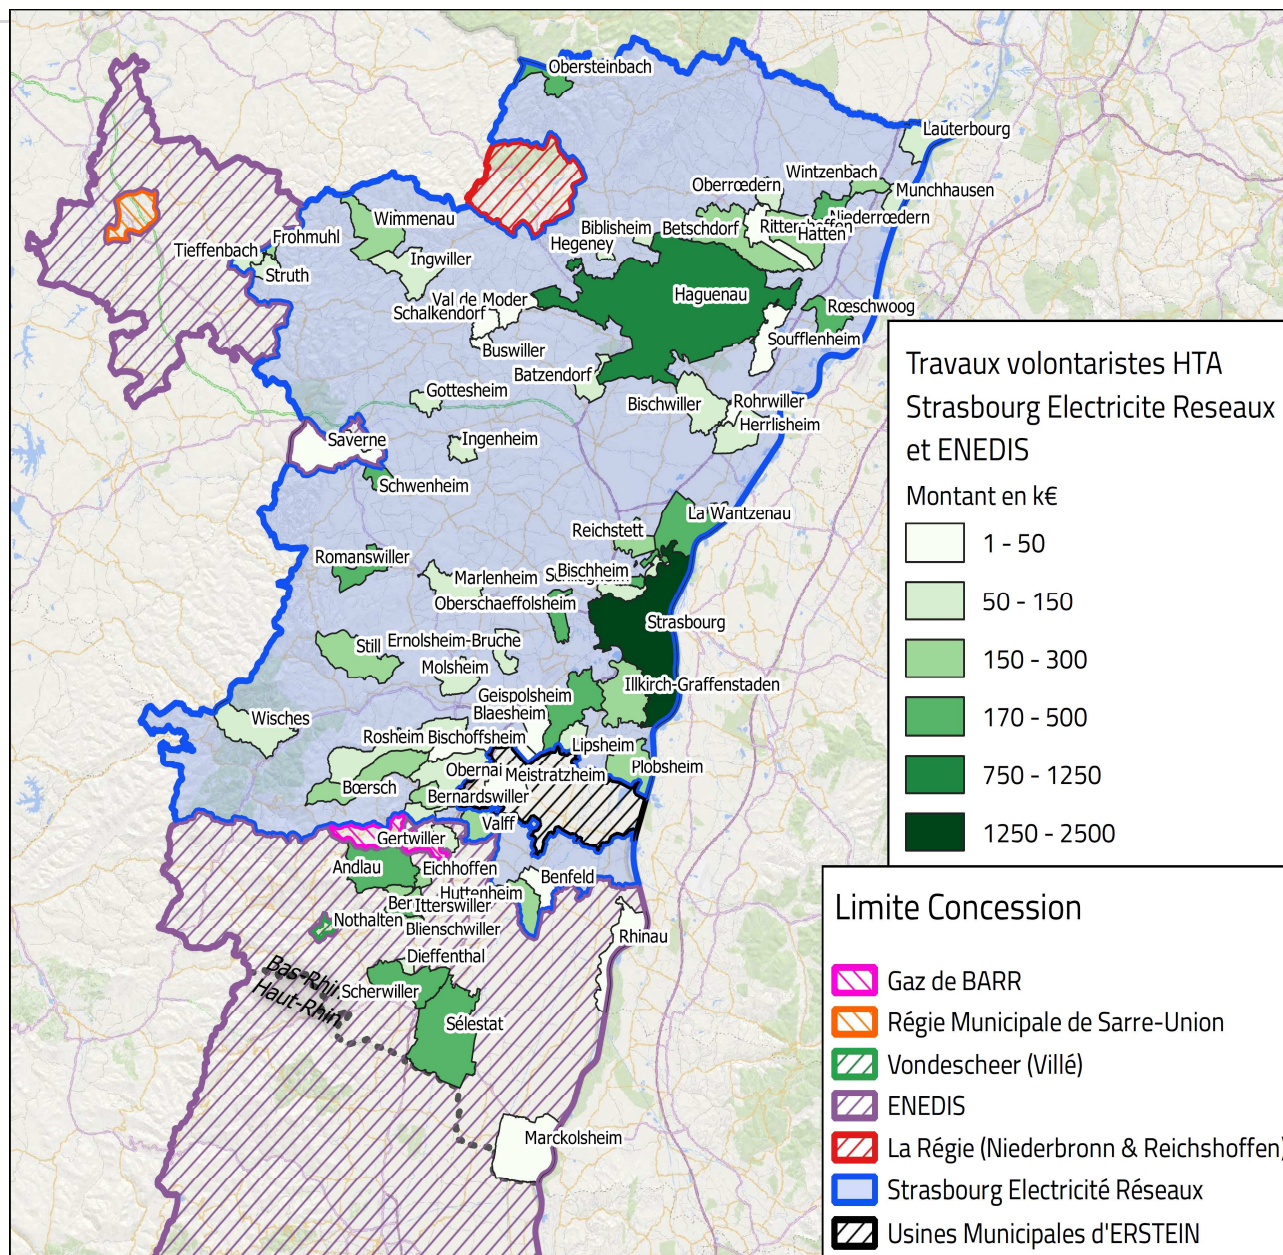 Obersteinbach
Lauterbourg
Wintzenbach
Oberrœdern
Munchhausen
Wimmenau
Biblisheim
Betschdorf
Niederrœdern
Hatten
Frohmuhl
Hegeney
Tieffenbach
Ingwiller
Struth
Haguenau
Val de Moder
Schalkendorf
Rœschwoog
Soufflenheim
Buswiller
Batzendorf
Gottesheim
Bischwiller
Rohrwiller
Herrlisheim
Saverne
Ingenheim
Schwenheim
La Wantzenau
Reichstett
Romanswiller
Bischheim
Marlenheim
Oberschaeffolsheim
Strasbourg
Still
Ernolsheim-Bruche
Molsheim
Geispolsheim
Illkirch-Graffenstaden
Blaesheim
Wisches
Rosheim
Bischoffsheim
Lipsheim
Obernai
Meistratzheim
Plobsheim
Bœrsch
Bernardswiller
Valff
Gertwiller
Andlau
Eichhoffen
Benfeld
Huttenheim
Ber
Itterswiller
Nothalten
Blienschwiller
Rhinau
Dieffenthal
Bas-Rhin
Haut-Rhin
Scherwiller
Sélestat
Marckolsheim
Travaux volontaristes HTA
Strasbourg Electricite Reseaux
et ENEDIS
Montant en k€
1 - 50
50 - 150
150 - 300
170 - 500
750 - 1250
1250 - 2500
Limite Concession
Gaz de BARR
Régie Municipale de Sarre-Union
Vondescheer (Villé)
ENEDIS
La Régie (Niederbronn & Reichshoffen)
Strasbourg Electricité Réseaux
Usines Municipales d'ERSTEIN